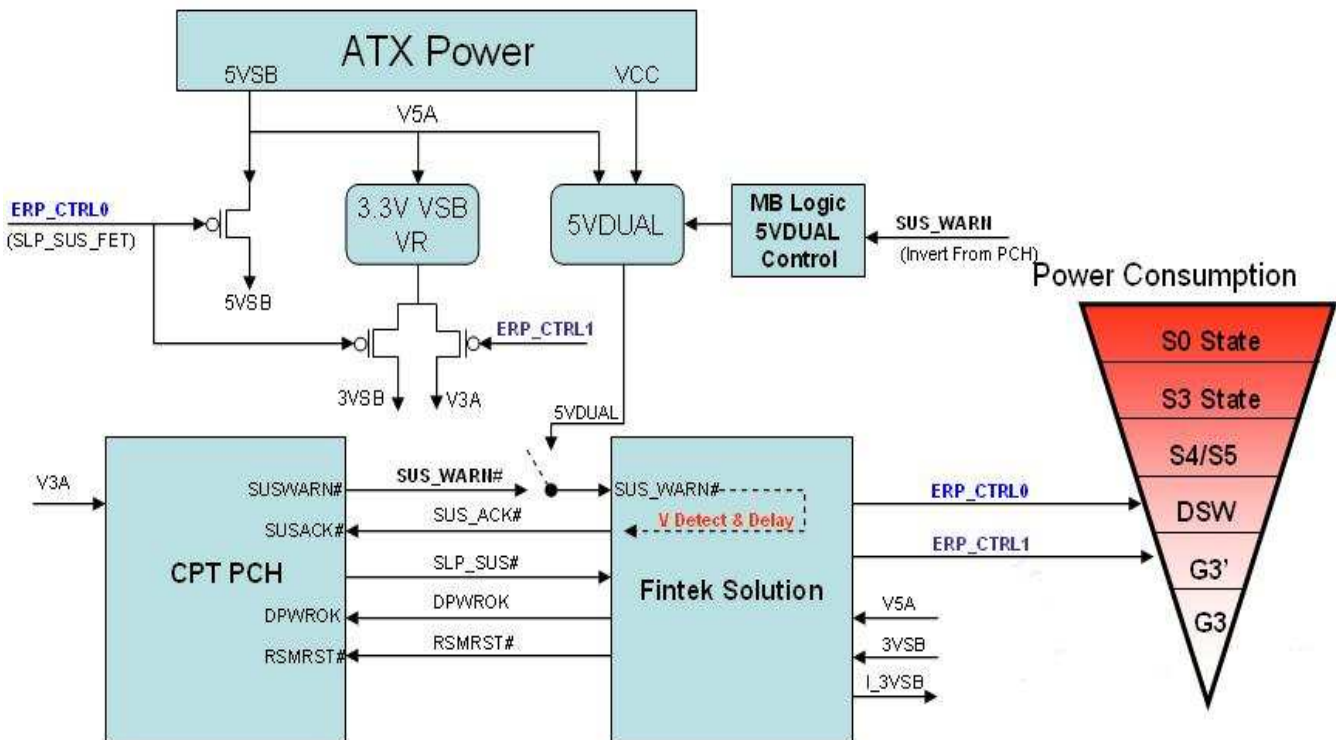 ATX Power
5VSB
VCC
V5A
ERP_CTRL0
(SLP_SUS_FET)
3.3V VSB
VR
5VDUAL
MB Logic
5VDUAL
Control
SUS_WARN
(Invert From PCH)
5VSB
ERP_CTRL1
3VSB
V3A
5VDUAL
Power Consumption
S0 State
S3 State
S4/S5
DSW
G3'
G3
V3A
SUSWARN#
SUS_WARN#
SUS_WARN#
SUSACK#
SUS_ACK#
V Detect & Delay
CPT PCH
SLP_SUS#
Fintek Solution
DPWROK
DPWROK
RSMRST#
RSMRST#
ERP_CTRL0
ERP_CTRL1
V5A
3VSB
I_3VSB